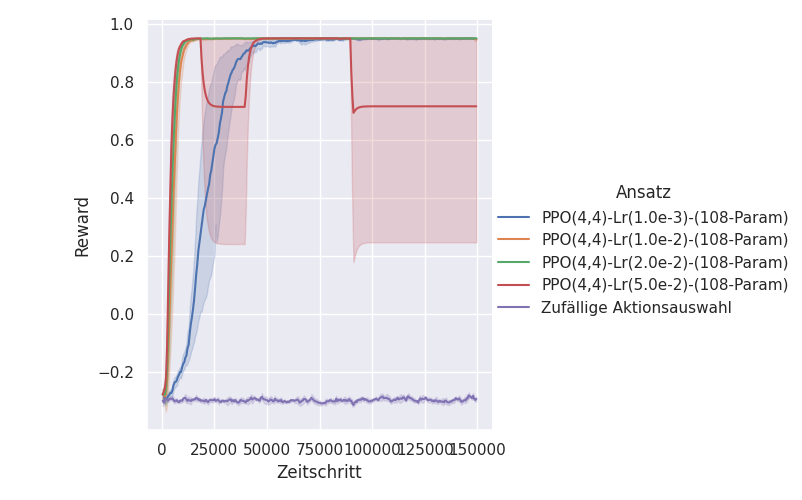 1.0
0.8
0.6
0.4
0.2
0.0
−0.2
Reward
0 25000 50000 75000 100000 125000 150000
Zeitschritt
Ansatz
PPO(4,4)-Lr(1.0e-3)-(108-Param)
PPO(4,4)-Lr(1.0e-2)-(108-Param)
PPO(4,4)-Lr(2.0e-2)-(108-Param)
PPO(4,4)-Lr(5.0e-2)-(108-Param)
Zufällige Aktionsauswahl